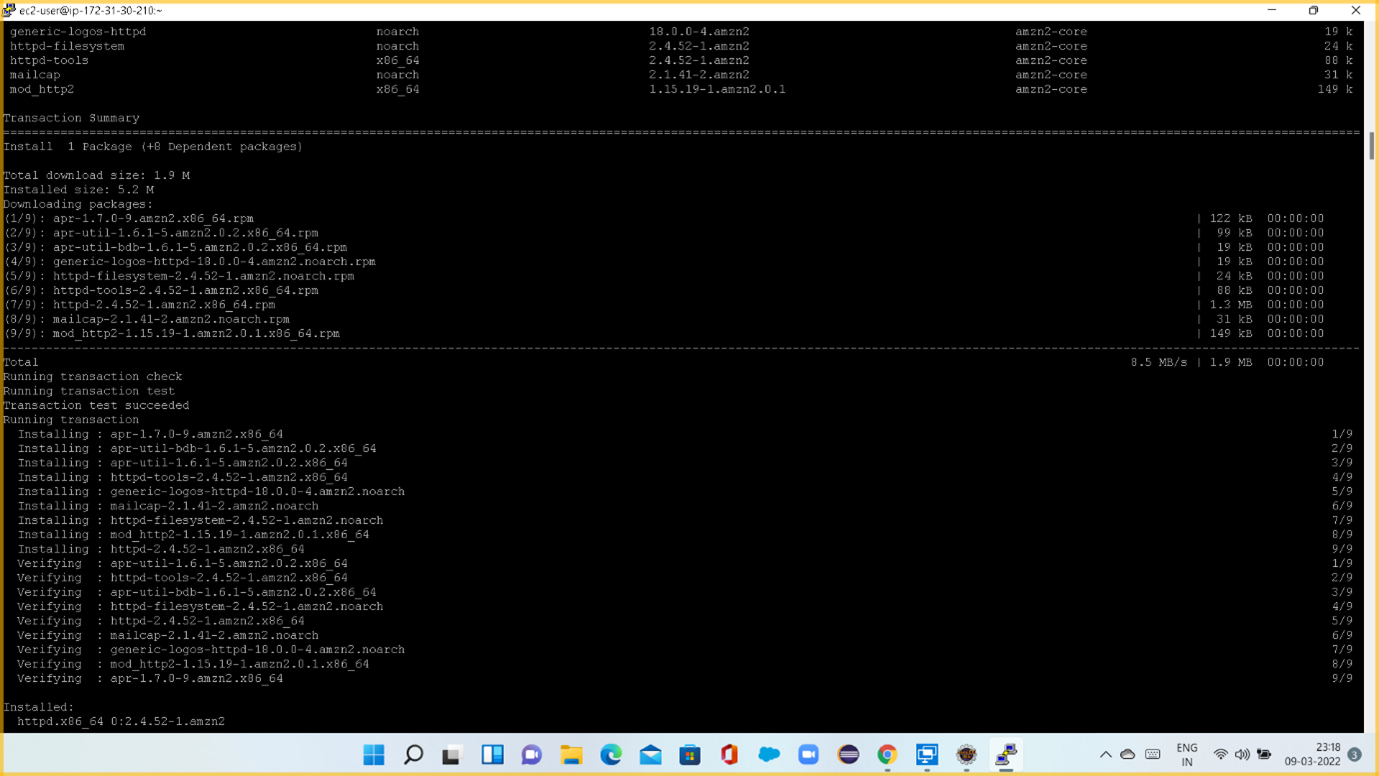 ec2-user@ip-172-31-30-210:~
generic-logos-httpd noarch 18.0.0-4.amzn2 amzn2-core 19 k
httpd-filesystem noarch 2.4.52-1.amzn2 amzn2-core 24 k
httpd-tools x86_64 2.4.52-1.amzn2 amzn2-core 88 k
mailcap noarch 2.1.41-2.amzn2 amzn2-core 31 k
mod_http2 x86_64 1.15.19-1.amzn2.0.1 amzn2-core 149 k
Transaction Summary
Install 1 Package (+8 Dependent packages)
Total download size: 1.9 M
Installed size: 5.2 M
Downloading packages:
(1/9): apr-1.7.0-9.amzn2.x86_64.rpm | 122 kB 00:00:00
(2/9): apr-util-1.6.1-5.amzn2.0.2.x86_64.rpm | 99 kB 00:00:00
(3/9): apr-util-bdb-1.6.1-5.amzn2.0.2.x86_64.rpm | 19 kB 00:00:00
(4/9): generic-logos-httpd-18.0.0-4.amzn2.noarch.rpm | 19 kB 00:00:00
(5/9): httpd-filesystem-2.4.52-1.amzn2.noarch.rpm | 24 kB 00:00:00
(6/9): httpd-tools-2.4.52-1.amzn2.x86_64.rpm | 88 kB 00:00:00
(7/9): httpd-2.4.52-1.amzn2.x86_64.rpm | 1.3 MB 00:00:00
(8/9): mailcap-2.1.41-2.amzn2.noarch.rpm | 31 kB 00:00:00
(9/9): mod_http2-1.15.19-1.amzn2.0.1.x86_64.rpm | 149 kB 00:00:00
Total 8.5 MB/s | 1.9 MB 00:00:00
Running transaction check
Running transaction test
Transaction test succeeded
Running transaction
Installing : apr-1.7.0-9.amzn2.x86_64 1/9
Installing : apr-util-bdb-1.6.1-5.amzn2.0.2.x86_64 2/9
Installing : apr-util-1.6.1-5.amzn2.0.2.x86_64 3/9
Installing : httpd-tools-2.4.52-1.amzn2.x86_64 4/9
Installing : generic-logos-httpd-18.0.0-4.amzn2.noarch 5/9
Installing : mailcap-2.1.41-2.amzn2.noarch 6/9
Installing : httpd-filesystem-2.4.52-1.amzn2.noarch 7/9
Installing : mod_http2-1.15.19-1.amzn2.0.1.x86_64 8/9
Installing : httpd-2.4.52-1.amzn2.x86_64 9/9
Verifying : apr-util-1.6.1-5.amzn2.0.2.x86_64 1/9
Verifying : httpd-tools-2.4.52-1.amzn2.x86_64 2/9
Verifying : apr-util-bdb-1.6.1-5.amzn2.0.2.x86_64 3/9
Verifying : httpd-filesystem-2.4.52-1.amzn2.noarch 4/9
Verifying : httpd-2.4.52-1.amzn2.x86_64 5/9
Verifying : mailcap-2.1.41-2.amzn2.noarch 6/9
Verifying : generic-logos-httpd-18.0.0-4.amzn2.noarch 7/9
Verifying : mod_http2-1.15.19-1.amzn2.0.1.x86_64 8/9
Verifying : apr-1.7.0-9.amzn2.x86_64 9/9
Installed:
httpd.x86_64 0:2.4.52-1.amzn2
ENG 23:18
IN 09-03-2022 3